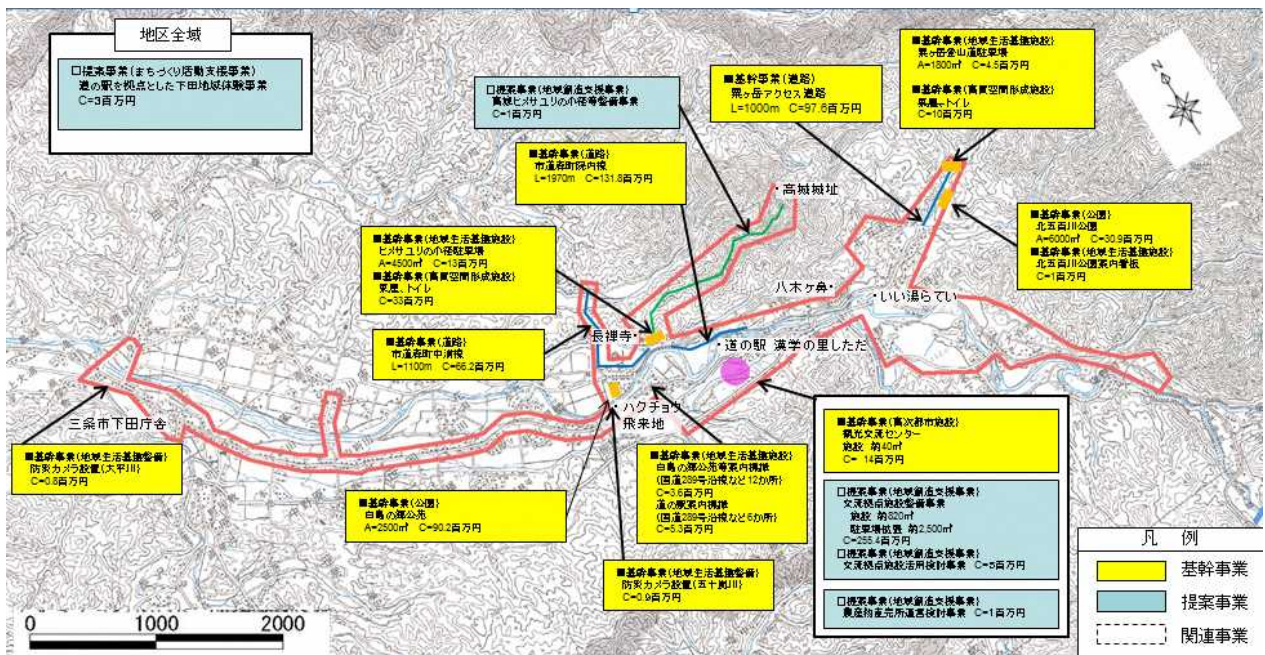 地区全域
□提案事業(まちづくり活動支援事業)
道の駅を拠点とした下田地域体験事業
C=3百万円
□提案事業(地域創造支援事業)
高城ヒメサユリの小径等整備事業
C=1百万円
■基幹事業(道路)
粟ヶ岳アクセス道路
L=1000m C=97.6百万円
■基幹事業(地域生活基盤施設)
粟ヶ岳登山道駐車場
A=1800㎡ C=4.5百万円
■基幹事業(高質空間形成施設)
トイレ
C=10百万円
N
■基幹事業(道路)
市道森町院内線
L=1970m C=131.8百万円
・高城城址
■基幹事業(公園)
北五百川公園
A=6000㎡ C=30.9百万円
■基幹事業(地域生活基盤施設)
北五百川公園案内看板
C=1百万円
■基幹事業(地域生活基盤施設)
ヒメサユリの小径駐車場
A=4500㎡ C=13百万円
■基幹事業(高質空間形成施設)
東屋、トイレ
C=33百万円
八木ヶ鼻・
・いい湯らてい
長禅寺・
・道の駅 漢学の里しただ
■基幹事業(道路)
市道森町中浦線
L=1100m C=66.2百万円
・ハクチョウ
飛来地
三条市下田庁舎
■基幹事業(地域生活基盤整備)
防災カメラ設置(大平川)
C=0.8百万円
■基幹事業(公園)
白鳥の郷公苑
A=2500㎡ C=90.2百万円
■基幹事業(地域生活基盤施設)
白鳥の郷公苑等案内標識
(国道289号沿線など12か所)
C=3.6百万円
道の駅案内標識
(国道289号沿線など6か所)
C=5.3百万円
■基幹事業(地域生活基盤整備)
防災カメラ設置(五十嵐川)
C=0.9百万円
■基幹事業(高次都市施設)
観光交流センター
施設 約40㎡
C= 14百万円
□提案事業(地域創造支援事業)
交流拠点施設整備事業
施設 約820㎡
駐車場拡張 約2,500㎡
C=255.4百万円
□提案事業(地域創造支援事業)
交流拠点施設活用検討事業 C=5百万円
□提案事業(地域創造支援事業)
農産物直売所運営検討事業 C=1百万円
凡 例
基幹事業
提案事業
関連事業
0 1000 2000